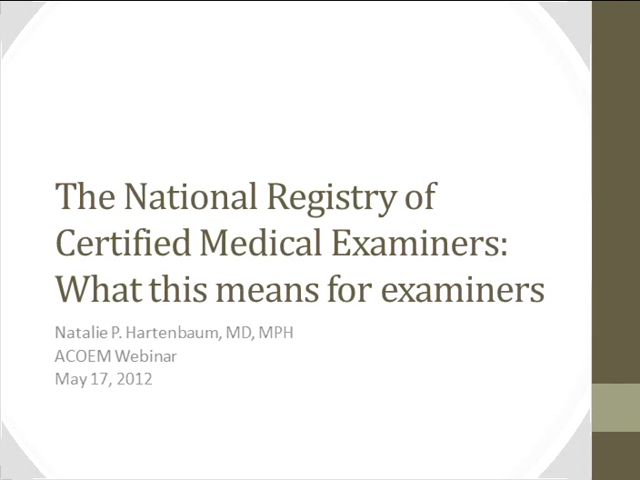 The National Registry of
Certified Medical Examiners:
What this means for examiners
Natalie P. Hartenbaum, MD, MPH
ACOEM Webinar
May 17, 2012